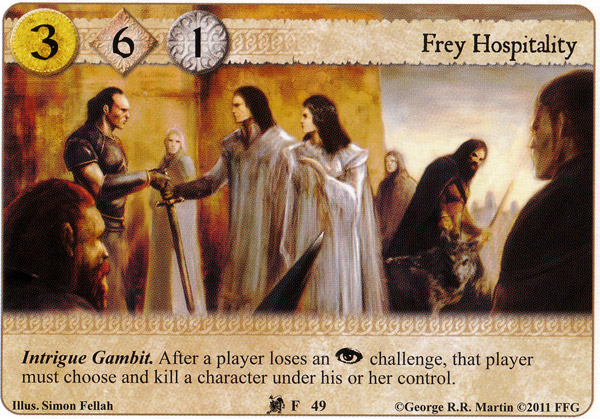 3 6 1 Frey Hospitality
Intrigue Gambit. After a player loses an challenge, that player
must choose and kill a character under his or her control.
Illus. Simon Fellah F 49 ©George R.R. Martin ©2011 FFG